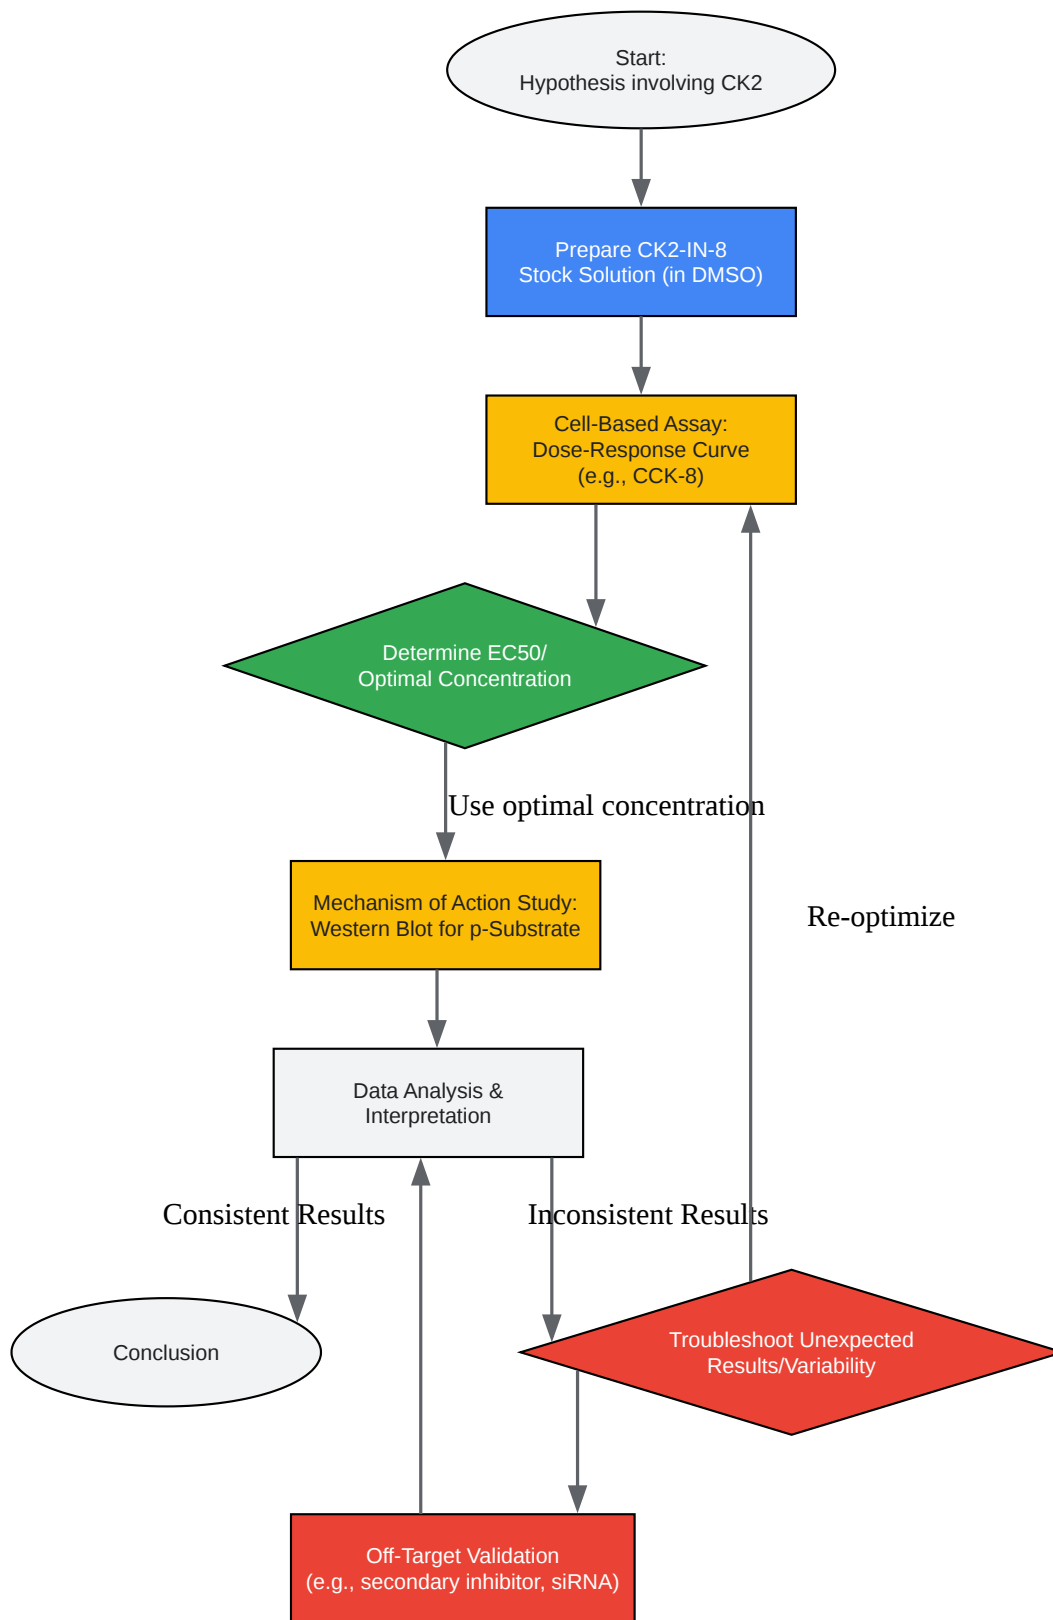 Start:
Hypothesis involving CK2
Prepare CK2-IN-8
Stock Solution (in DMSO)
Cell-Based Assay:
Dose-Response Curve
(e.g., CCK-8)
Determine EC50/
Optimal Concentration
Use optimal concentration
Mechanism of Action Study:
Western Blot for p-Substrate
Re-optimize
Data Analysis &
Interpretation
Consistent Results
Inconsistent Results
Conclusion
Troubleshoot Unexpected
Results/Variability
Off-Target Validation
(e.g., secondary inhibitor, siRNA)